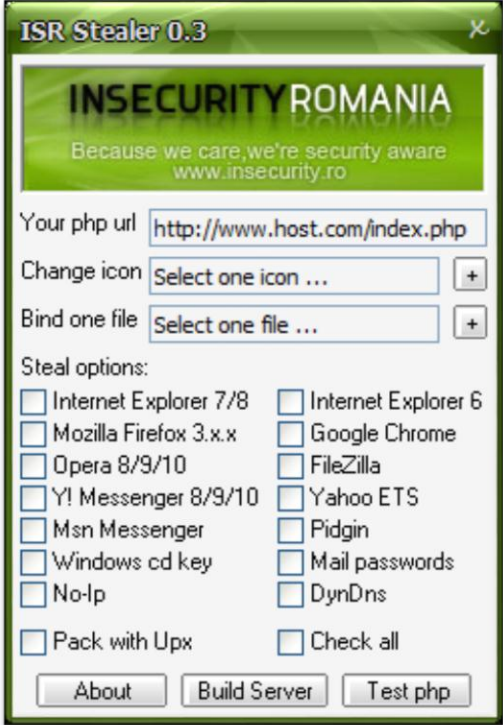 ISR Stealer 0.3
INSECURITYROMANIA
Because we care,we're security aware
www.insecurity.ro
Your php url http://www.host.com/index.php
Change icon Select one icon ... +
Bind one file Select one file ... +
Steal options:
Internet Explorer 7/8 Internet Explorer 6
Mozilla Firefox 3.x.x Google Chrome
Opera 8/9/10 FileZilla
Y! Messenger 8/9/10 Yahoo ETS
Msn Messenger Pidgin
Windows cd key Mail passwords
No-Ip DynDns
Pack with Upx Check all
About Build Server Test php